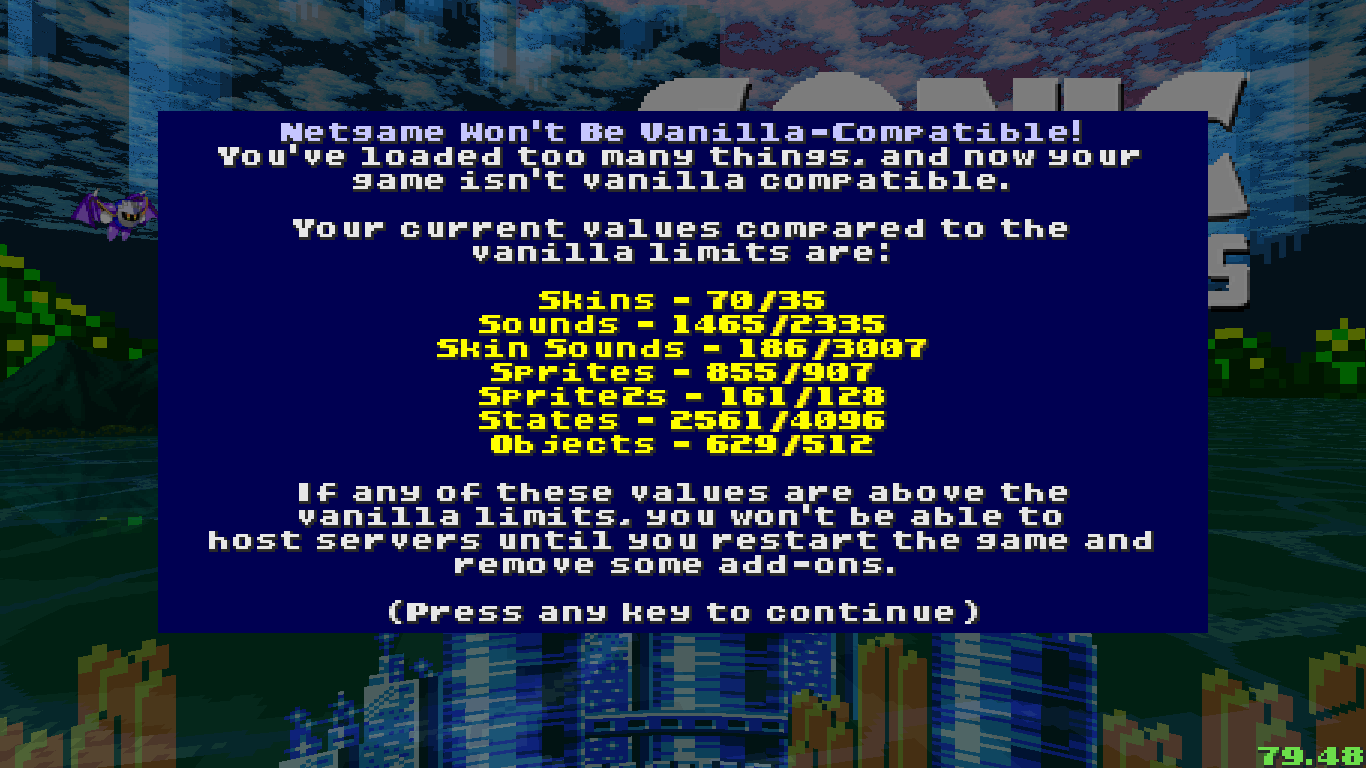 Netgame Won't Be Vanilla-Compatible!
You've loaded too many things, and now your
game isn't vanilla compatible.
Your current values compared to the
vanilla limits are:
Skins - 70/35
Sounds - 1465/2335
Skin Sounds - 186/3007
Sprites - 855/907
Sprite2s - 161/128
States - 2561/4096
Objects - 629/512
If any of these values are above the
vanilla limits, you won't be able to
host servers until you restart the game and
remove some add-ons.
(Press any key to continue)
79.48